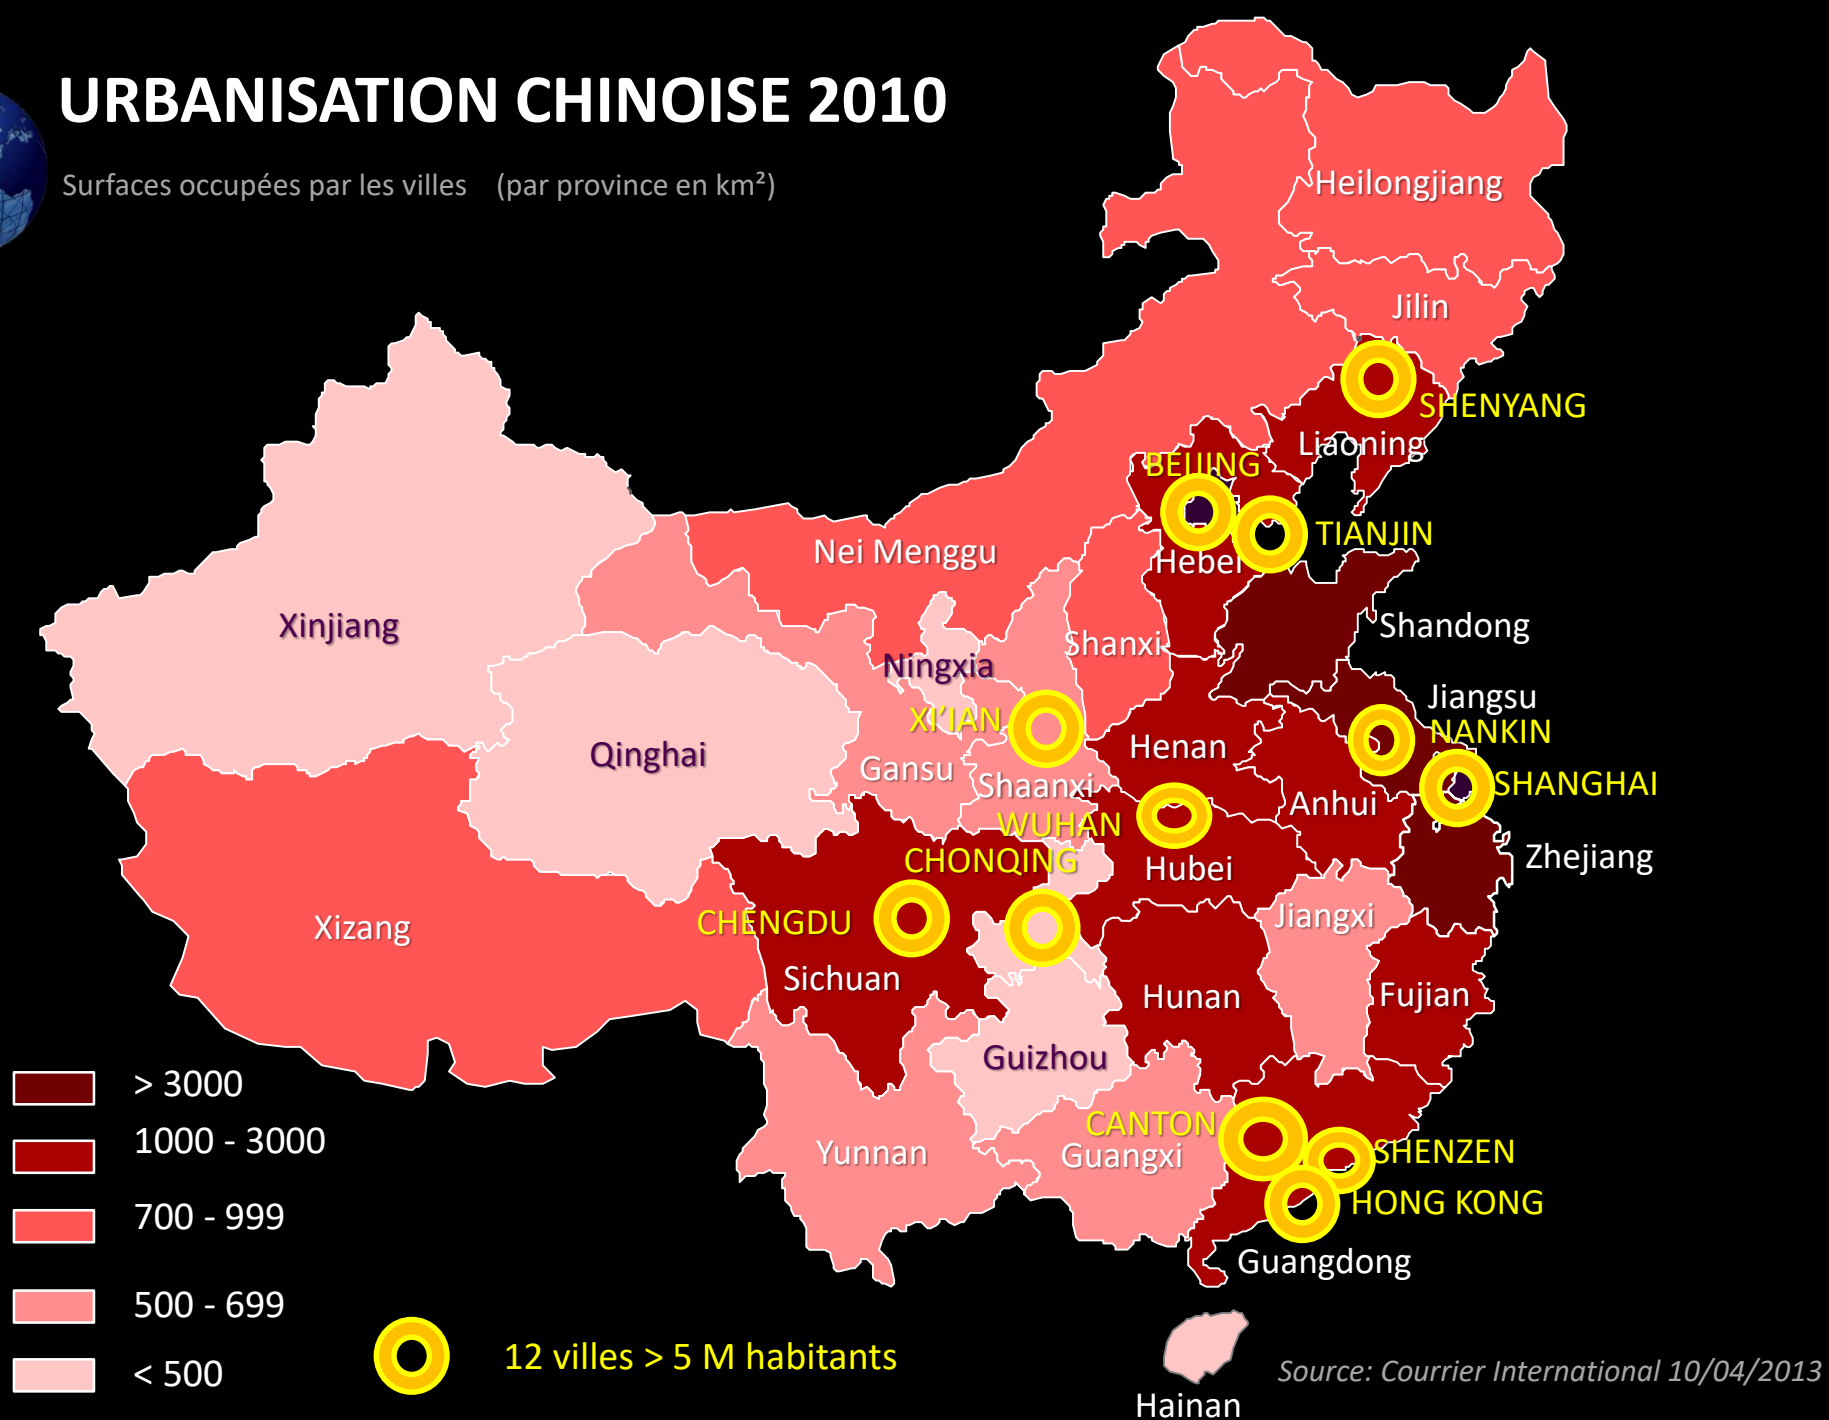 URBANISATION CHINOISE 2010
Surfaces occupées par les villes (par province en km²)
Heilongjiang
Jilin
SHENYANG
Liaoning
BEIJING
TIANJIN
Nei Menggu
Hebei
Xinjiang
Shandong
Shanxi
Ningxia
Jiangsu
XI'IAN
NANKIN
Henan
Qinghai
Gansu
Shaanxi
SHANGHAI
Anhui
WUHAN
CHONQING
Hubei
Zhejiang
Jiangxi
CHENGDU
Xizang
Sichuan
Hunan
Fujian
Guizhou
CANTON
Yunnan
Guangxi
SHENZEN
HONG KONG
Guangdong
> 3000
1000 - 3000
700 - 999
500 - 699
< 500
12 villes > 5 M habitants
Hainan
Source: Courrier International 10/04/2013